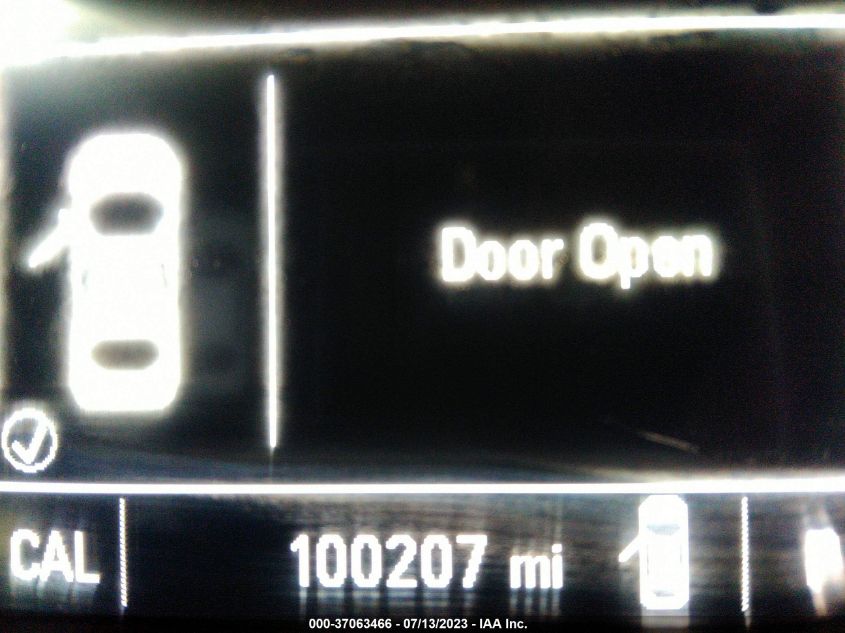 Door Open
CAL 100207 mi
000-37063466 - 07/13/2023 - IAA Inc.